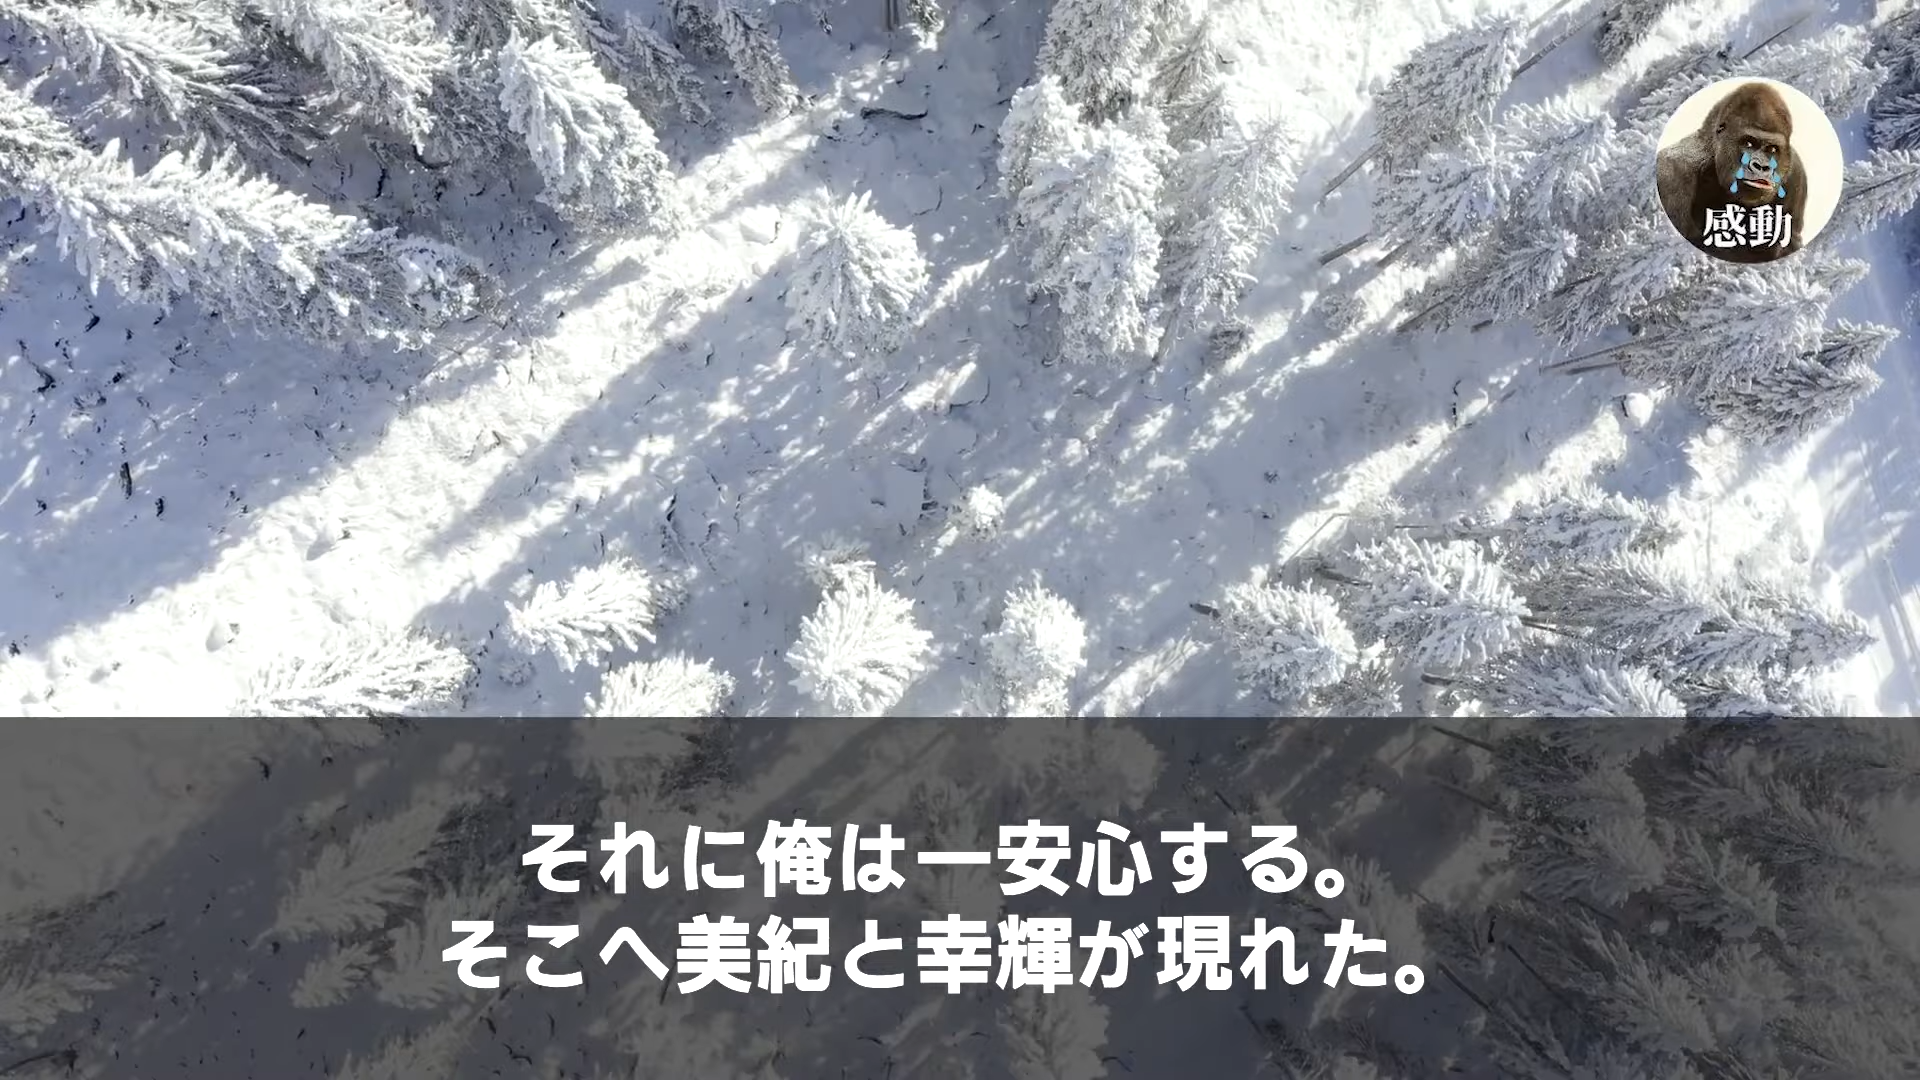 感動
それに俺は一安心する。
そこへ美紀と幸輝が現れた。